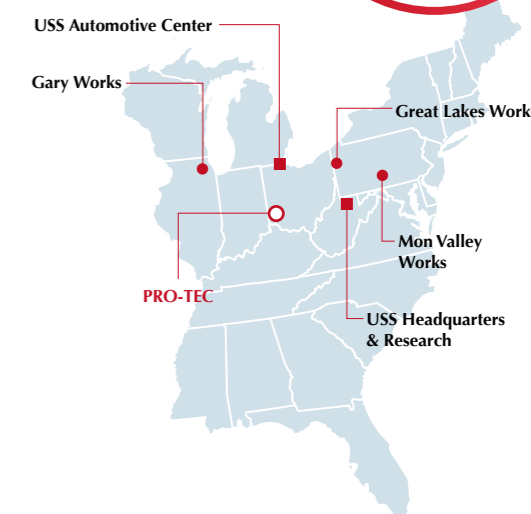 USS Automotive Center
Gary Works
Great Lakes Work
Mon Valley
Works
PRO-TEC
USS Headquarters
& Research